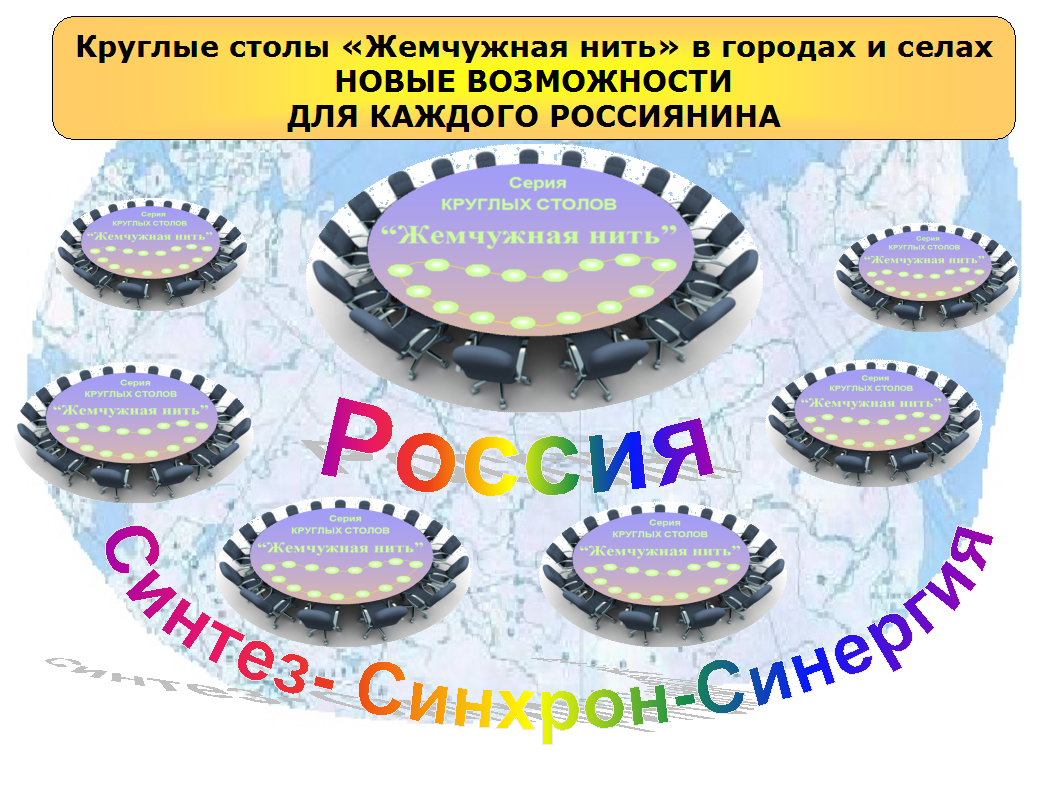 Круглые столы «Жемчужная нить» в городах и селах
НОВЫЕ ВОЗМОЖНОСТИ
ДЛЯ КАЖДОГО РОССИЯНИНА
Серия
КРУГЛЫХ СТОЛОВ
“Жемчужная нить”
Серия
КРУГЛЫХ СТОЛОВ
“Жемчужная нить”
Серия
КРУГЛЫХ СТОЛОВ
“Жемчужная нить”
Серия
КРУГЛЫХ СТОЛОВ
“Жемчужная нить”
Серия
КРУГЛЫХ СТОЛОВ
“Жемчужная нить”
Россия
Серия
КРУГЛЫХ СТОЛОВ
“Жемчужная нить”
Серия
КРУГЛЫХ СТОЛОВ
“Жемчужная нить”
Синтез- Синхрон-Синергия